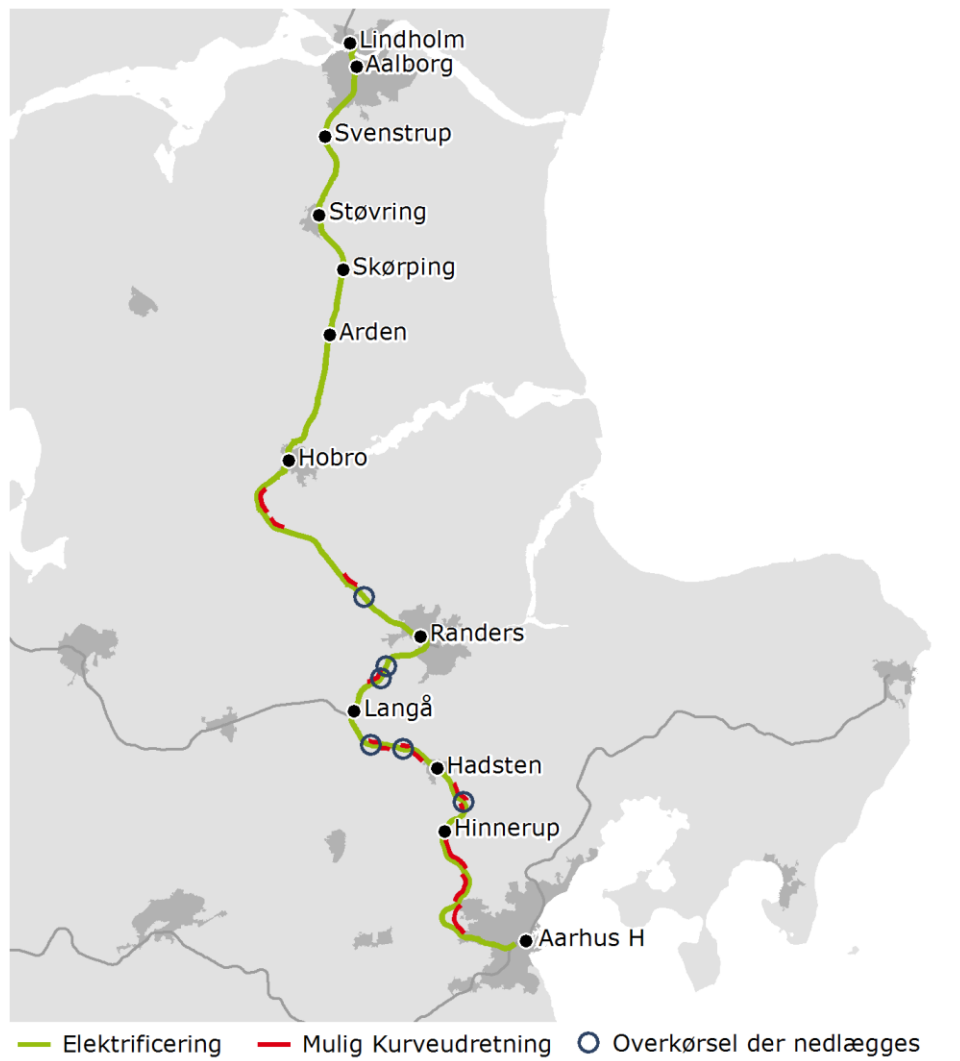 Lindholm
Aalborg
Svenstrup
Støvring
Skørping
Arden
Hobro
Randers
Langå
Hadsten
Hinnerup
Aarhus H
Elektrificering Mulig Kurveudretning Overkørsel der nedlægges